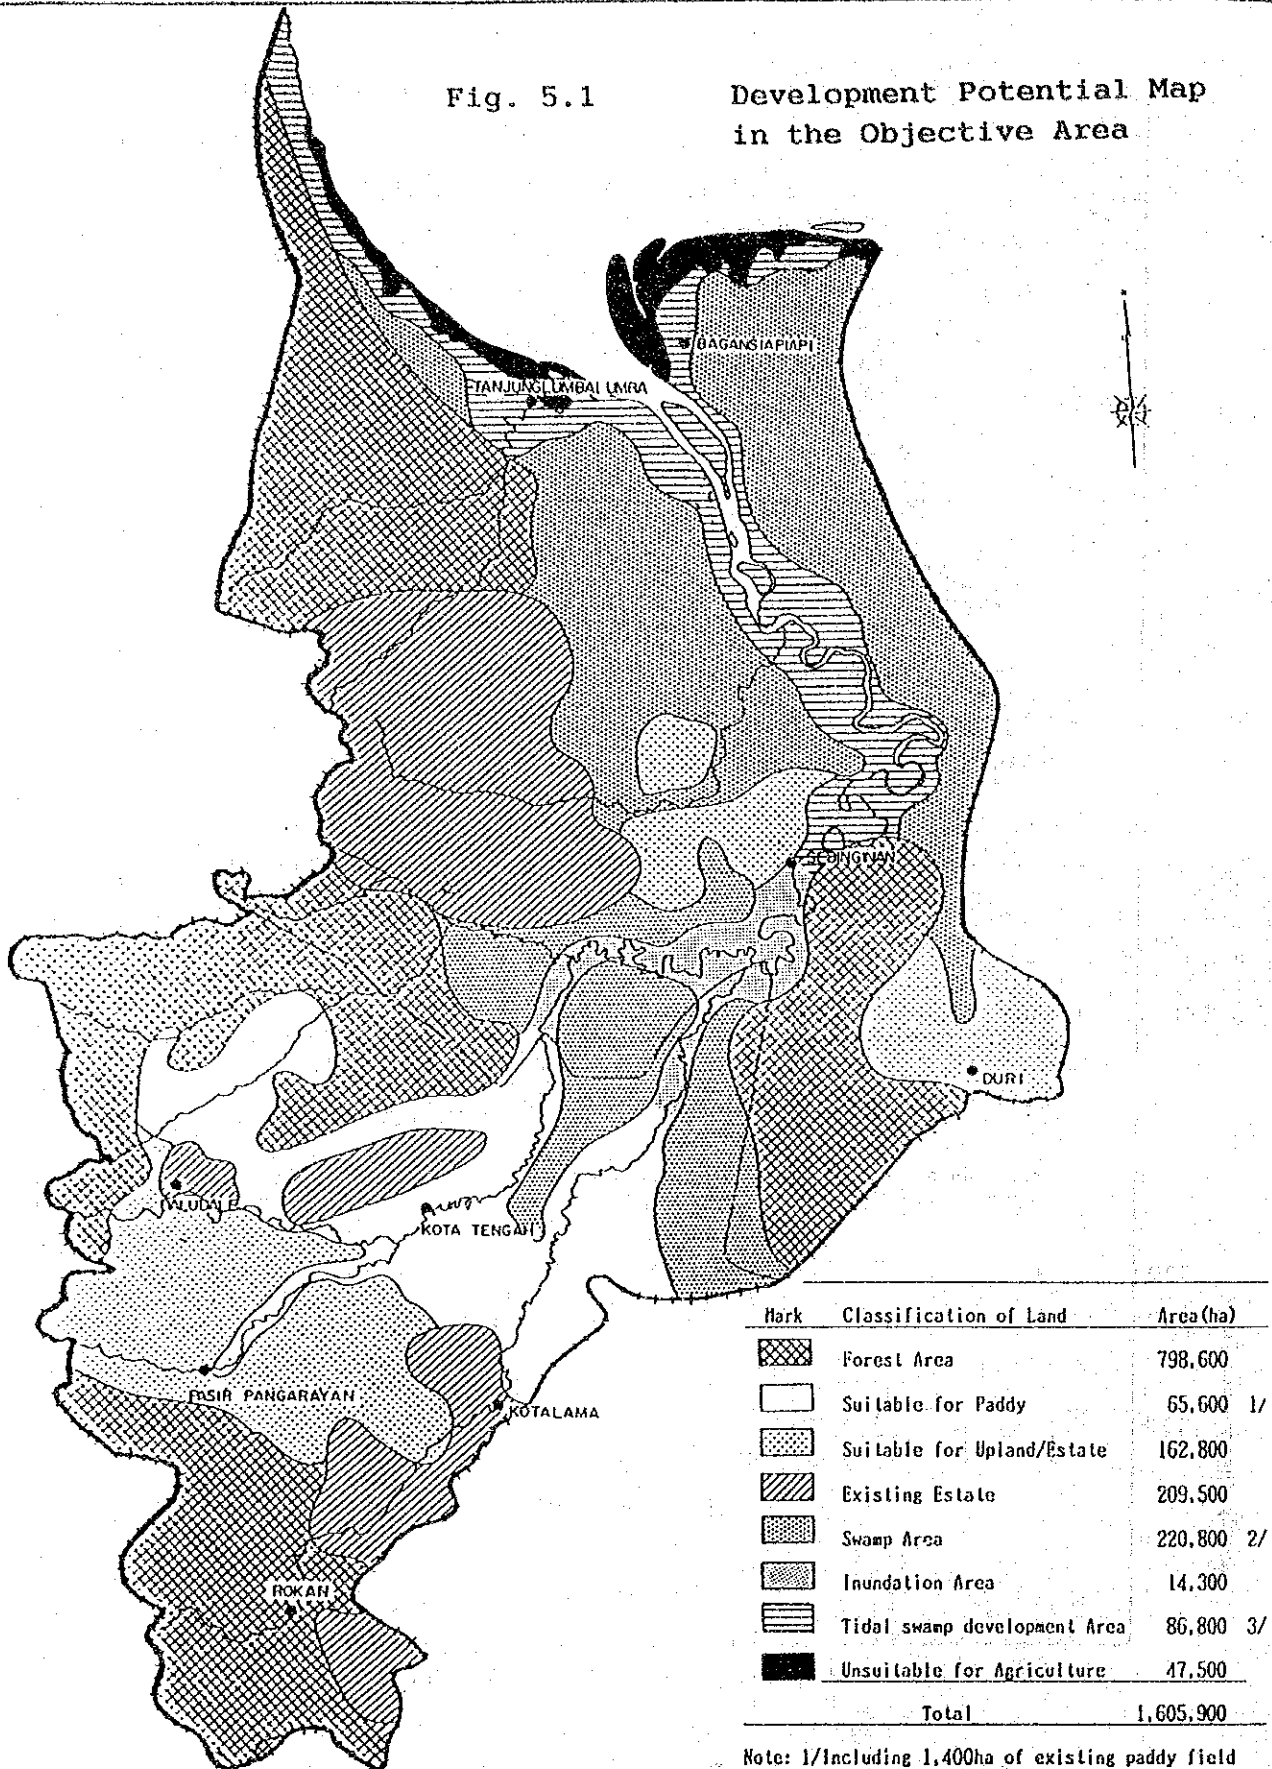 Fig. 5.1
Development Potential Map
in the Objective Area
BAGANSIAPIAPI
TANJUNGLUMBALUMRA
SEDINGINAN
DURI
DALUDALE
KOTA TENGAH
PASIR PANGARAYAN
KOTALAMA
ROKAN
Mark Classification of Land Area(ha)
Forest Area 798,600
Suitable for Paddy 65,600 1/
Suitable for Upland/Estate 162,800
Existing Estate 209,500
Swamp Area 220,800 2/
Inundation Area 14,300
Tidal swamp development Area 86,800 3/
Unsuitable for Agriculture 47,500
Total 1,605,900
Note: 1/Including 1,400ha of existing paddy field